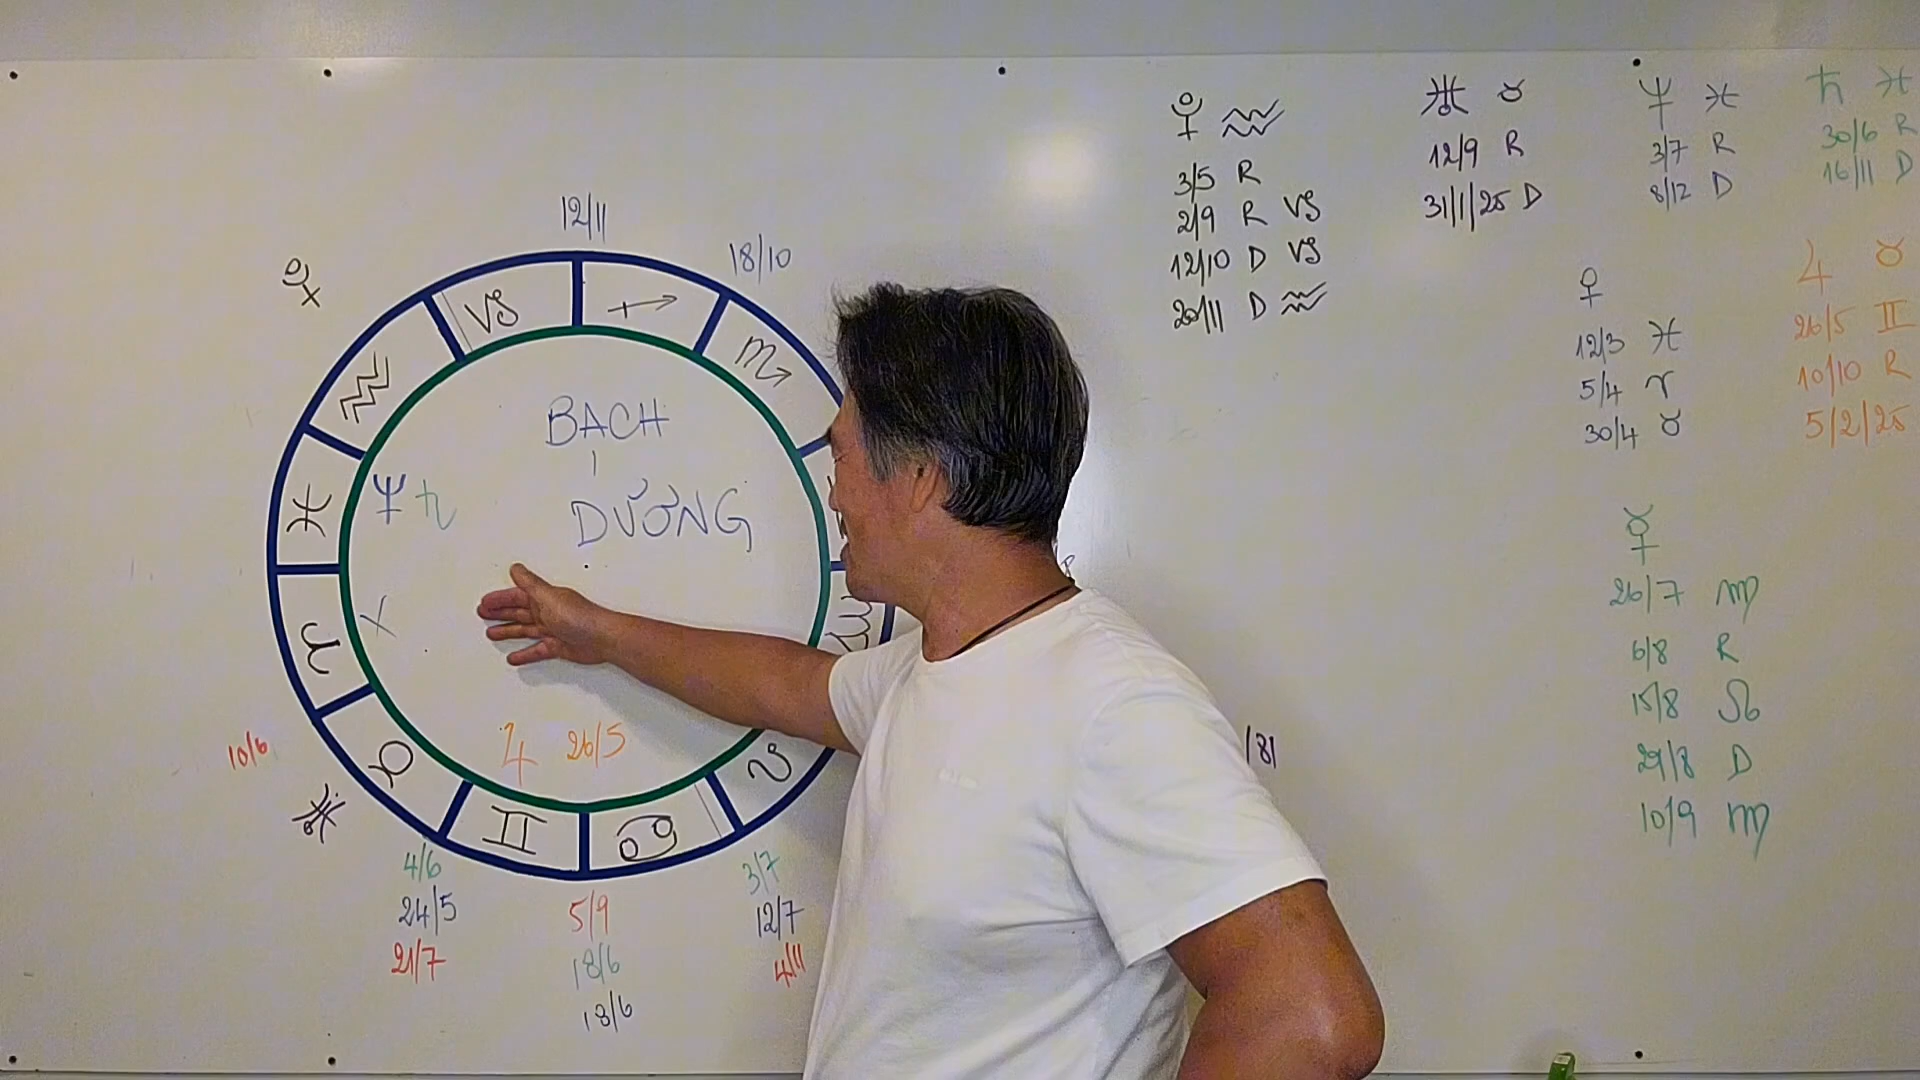 ♇ ♒
3/5 R
2/9 R ♑
12/10 D ♑
20/11 D ♒
♅ ♉
12/9 R
31/1/25 D
♆ ♓
3/7 R
8/12 D
♄ ♓
30/6 R
16/11 D
♀
12/3 ♓
5/4 ♈
30/4 ♉
♃ ♉
26/5 ♊
10/10 R
5/2/25
☿
26/7 ♍
6/8 R
15/8 ♌
29/8 D
10/9 ♍
12/11
18/10
♇
♑ ♐ ♏
♒
BẠCH
♓ ♆ ♄
DƯƠNG
♈
♉
♃ 26/5
♊ ♋ ♌
10/6
♅
4/6
24/5
21/7
5/9
18/6
18/6
3/7
12/7
4/11